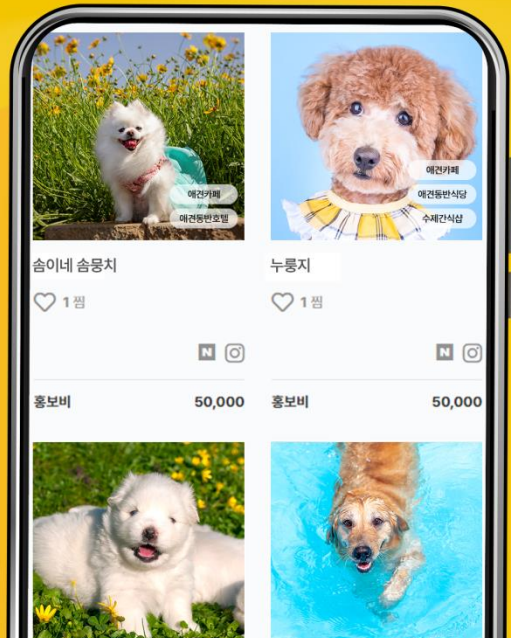 애견카페
애견동반호텔
애견카페
애견동반식당
수제간식샵
솜이네 솜뭉치
누룽지
1 찜
1 찜
N
N
홍보비 50,000
홍보비 50,000